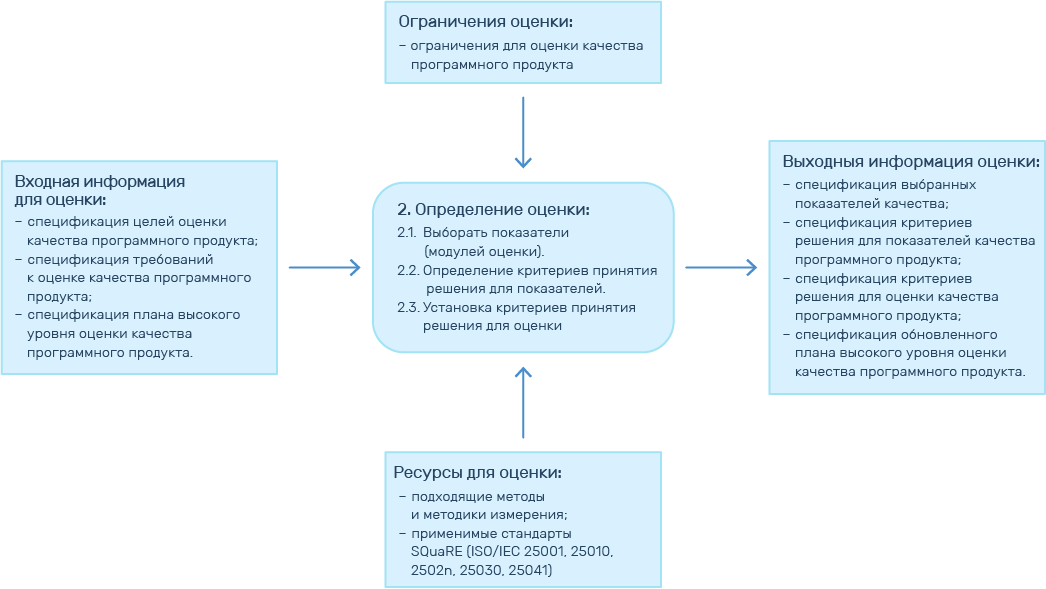 Ограничения оценки:
– ограничения для оценки качества
программного продукта
Входная информация
для оценки:
– спецификация целей оценки
качества программного продукта;
– спецификация требований
к оценке качества программного
продукта;
– спецификация плана высокого
уровня оценки качества
программного продукта.
2. Определение оценки:
2.1. Выборать показатели
(модулей оценки).
2.2. Определение критериев принятия
решения для показателей.
2.3. Установка критериев принятия
решения для оценки
Выходныя информация оценки:
– спецификация выбранных
показателей качества;
– спецификация критериев
решения для показателей качества
программного продукта;
– спецификация критериев
решения для оценки качества
программного продукта;
– спецификация обновленного
плана высокого уровня оценки
качества программного продукта.
Ресурсы для оценки:
– подходящие методы
и методики измерения;
– применимые стандарты
SQuaRE (ISO/IEC 25001, 25010,
2502n, 25030, 25041)